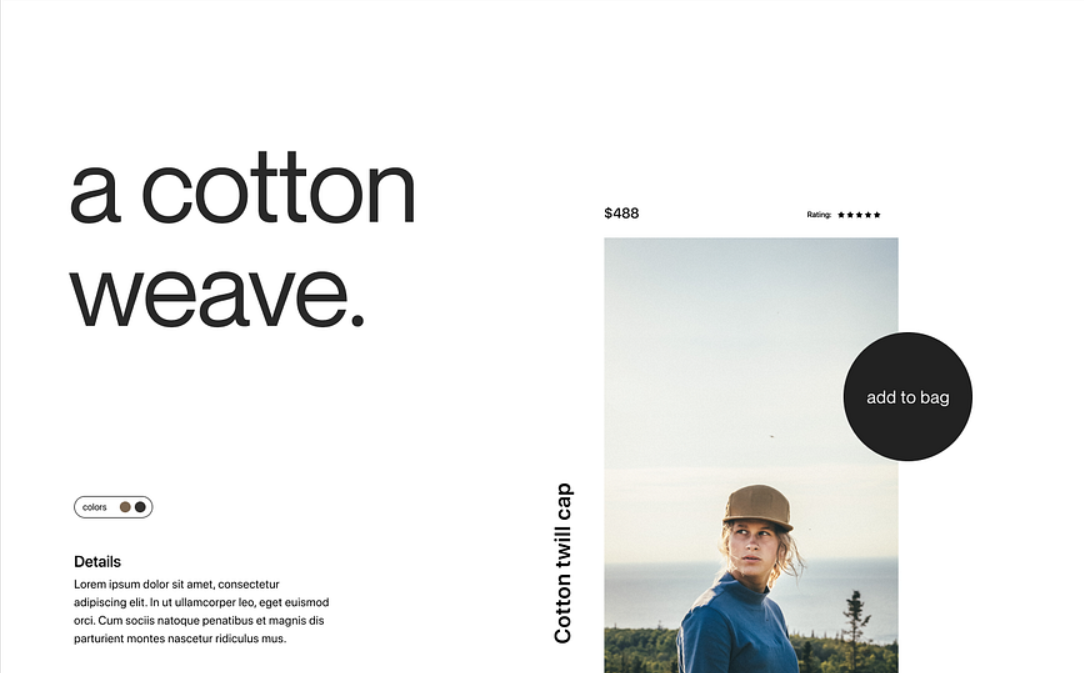 a cotton
weave.
$488
Rating:
add to bag
Cotton twill cap
colors
Details
Lorem ipsum dolor sit amet, consectetur
adipiscing elit. In ut ullamcorper leo, eget euismod
orci. Cum sociis natoque penatibus et magnis dis
parturient montes nascetur ridiculus mus.